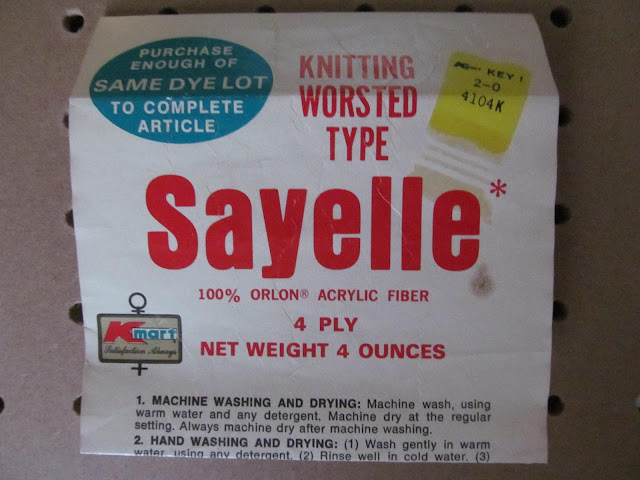 PURCHASE
ENOUGH OF
SAME DYE LOT
TO COMPLETE
ARTICLE
KNITTING
WORSTED
TYPE
KEY 1
2-0
4104K
Sayelle*
100% ORLON® ACRYLIC FIBER
4 PLY
NET WEIGHT 4 OUNCES
Kmart
Satisfaction Always
1. MACHINE WASHING AND DRYING: Machine wash, using
warm water and any detergent. Machine dry at the regular
setting. Always machine dry after machine washing.
2. HAND WASHING AND DRYING: (1) Wash gently in warm
water, using any detergent. (2) Rinse well in cold water. (3)